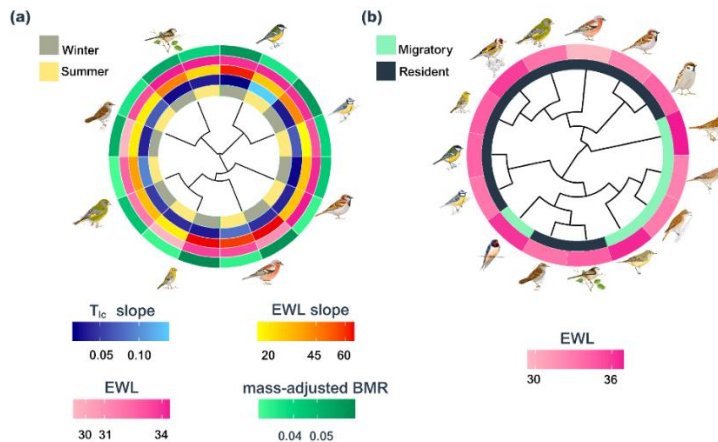 (a)
Winter
Summer
(b)
Migratory
Resident
T_lc slope
0.05 0.10
EWL slope
20 45 60
EWL
30 31 34
mass-adjusted BMR
0.04 0.05
EWL
30 36